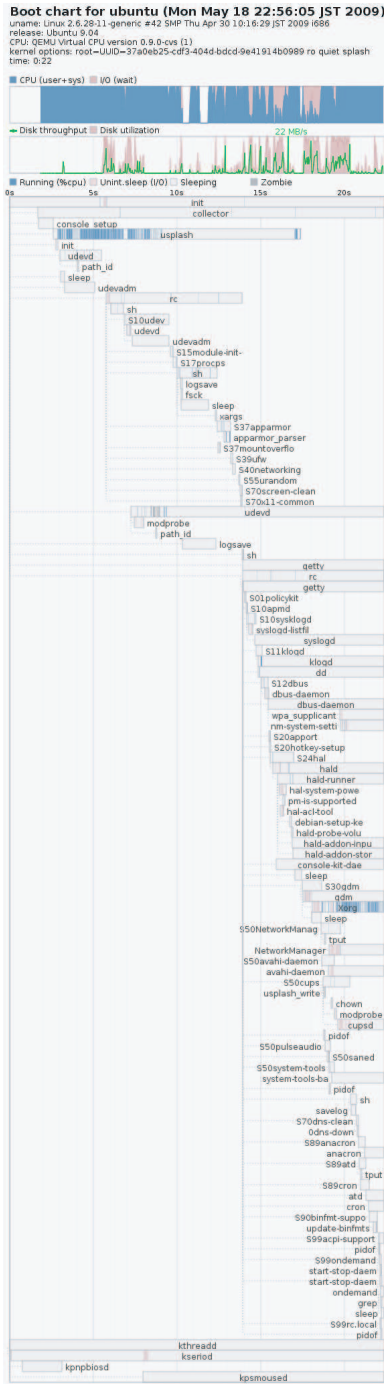 Boot chart for ubuntu (Mon May 18 22:56:05 JST 2009)
uname: Linux 2.6.28-11-generic #42 SMP Thu Apr 30 10:16:29 JST 2009 i686
release: Ubuntu 9.04
CPU: QEMU Virtual CPU version 0.9.0-cvs (1)
kernel options: root=UUID=37a0eb25-cdf3-404d-bdcd-9e41914b0989 ro quiet splash
time: 0:22
CPU (user+sys) I/O (wait)
Disk throughput Disk utilization 22 MB/s
Running (%cpu) Unint.sleep (I/O) Sleeping Zombie
0s 5s 10s 15s 20s
init
collector
console_setup
usplash
init
udevd
path_id
sleep
udevadm
rc
sh
S10udev
udevd
udevadm
S15module-init-
S17procps
sh
logsave
fsck
sleep
xargs
S37apparmor
apparmor_parser
S37mountoverflo
S39ufw
S40networking
S55urandom
S70screen-clean
S70x11-common
udevd
modprobe
path_id
logsave
sh
getty
rc
getty
S01policykit
S10apmd
S10sysklogd
syslogd-listfil
syslogd
S11klogd
klogd
dd
S12dbus
dbus-daemon
dbus-daemon
wpa_supplicant
nm-system-setti
S20apport
S20hotkey-setup
S24hal
hald
hald-runner
hal-system-powe
pm-is-supported
hal-acl-tool
debian-setup-ke
hald-probe-volu
hald-addon-inpu
hald-addon-stor
console-kit-dae
sleep
S30gdm
gdm
Xorg
sleep
S50NetworkManag
tput
NetworkManager
S50avahi-daemon
avahi-daemon
S50cups
usplash_write
chown
modprobe
cupsd
pidof
S50pulseaudio
S50saned
S50system-tools
system-tools-ba
pidof
sh
savelog
S70dns-clean
0dns-down
S89anacron
anacron
S89atd
tput
S89cron
atd
cron
S90binfmt-suppo
update-binfmts
S99acpi-support
pidof
S99ondemand
start-stop-daem
start-stop-daem
ondemand
grep
sleep
S99rc.local
pidof
kthreadd
kseriod
kpnpbiosd
kpsmoused